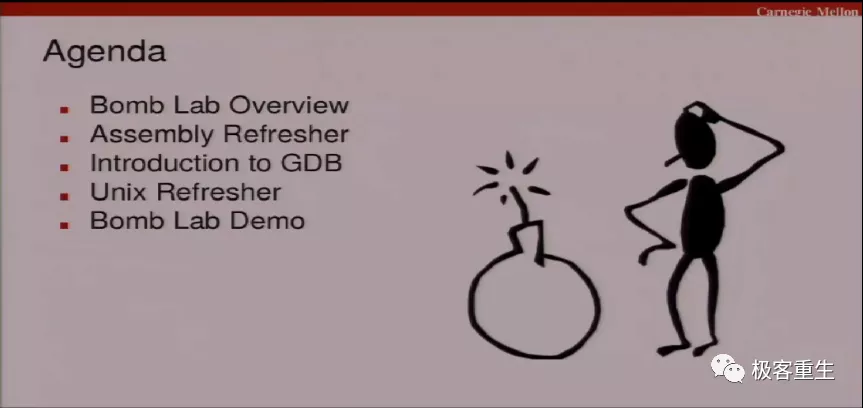 Carnegie Mellon
Agenda
Bomb Lab Overview
Assembly Refresher
Introduction to GDB
Unix Refresher
Bomb Lab Demo
极客重生